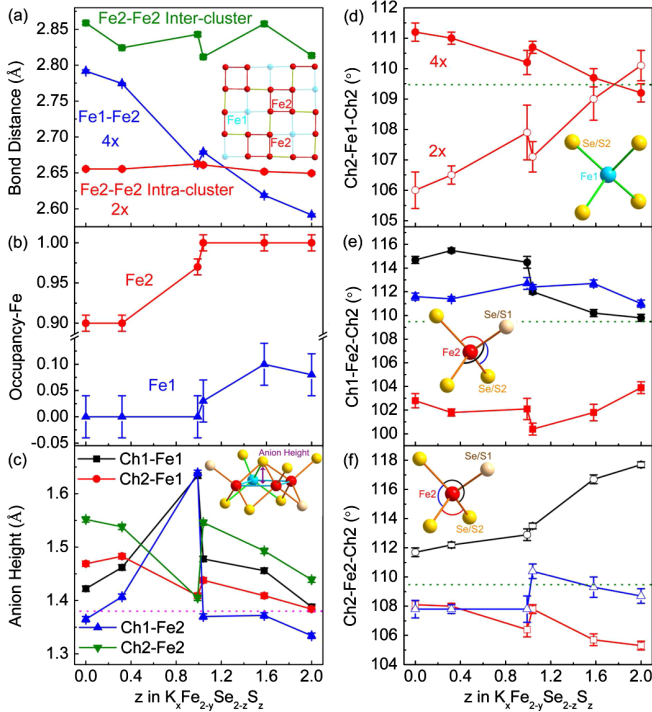 (a)
Bond Distance (Å)
2.85
2.80
2.75
2.70
2.65
2.60
Fe2–Fe2 Inter-cluster
Fe1–Fe2
4x
Fe2–Fe2 Intra-cluster
2x
Fe2
Fe1
Fe2
(b)
Occupancy-Fe
1.00
0.95
0.90
0.10
0.05
0.00
-0.05
Fe2
Fe1
(c)
Anion Height (Å)
1.6
1.5
1.4
1.3
Ch1–Fe1
Ch2–Fe1
Ch1–Fe2
Ch2–Fe2
Anion Height
0.0 0.4 0.8 1.2 1.6 2.0
z in KxFe2-ySe2-zSz
(d)
Ch2-Fe1-Ch2 (°)
112
111
110
109
108
107
106
105
4x
2x
Se/S2
Fe1
(e)
Ch1-Fe2-Ch2 (°)
116
114
112
110
108
106
104
102
100
Se/S1
Fe2
Se/S2
(f)
Ch2-Fe2-Ch2 (°)
118
116
114
112
110
108
106
104
Se/S1
Fe2
Se/S2
0.0 0.4 0.8 1.2 1.6 2.0
z in KxFe2-ySe2-zSz